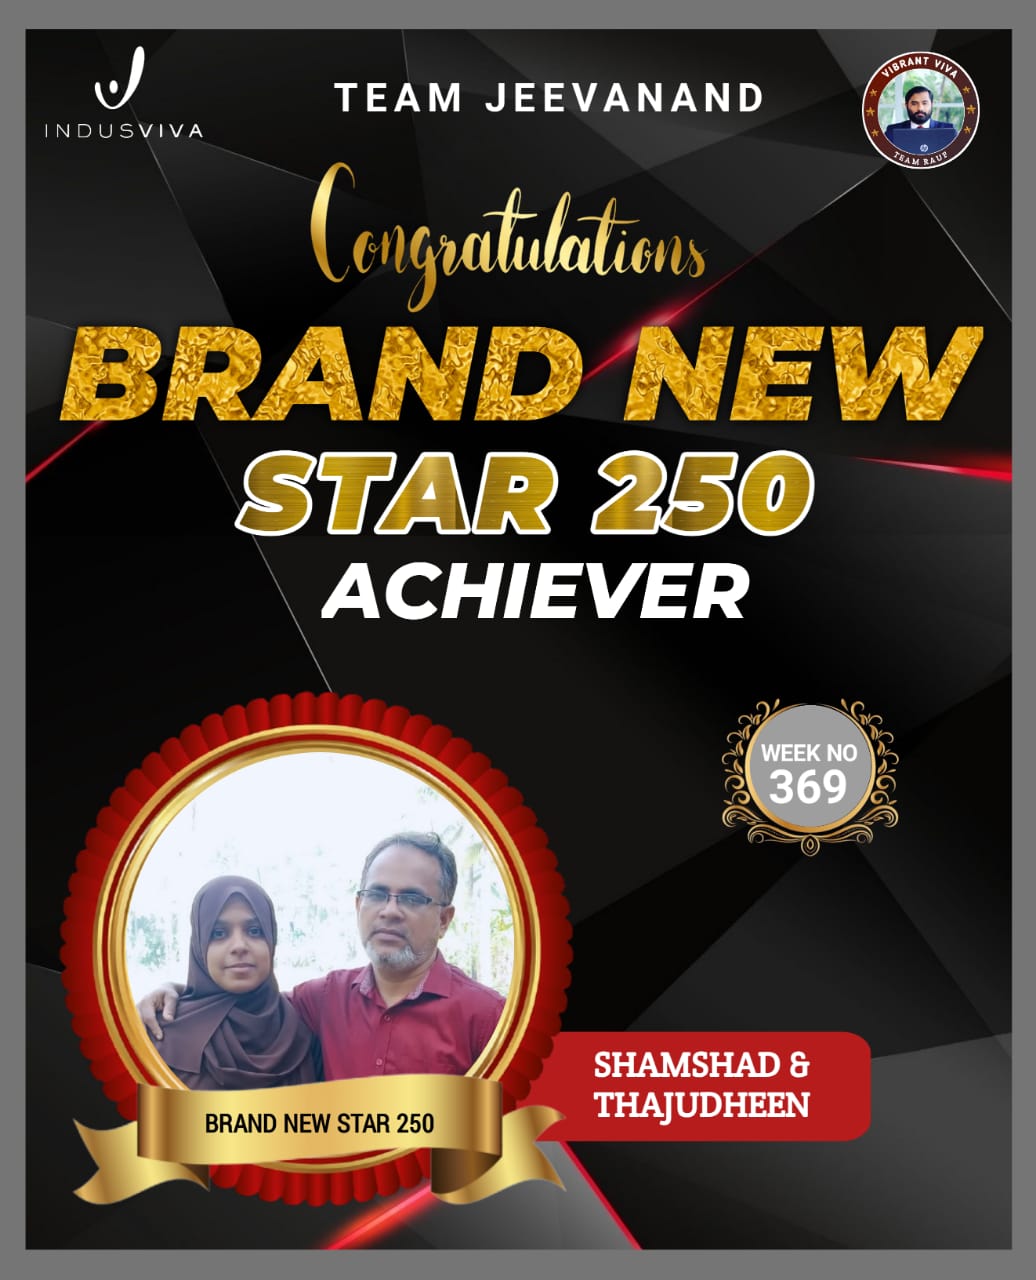 INDUSVIVA
TEAM JEEVANAND
VIBRANT VIVA
hp
TEAM RAUF
Congratulations
BRAND NEW
STAR 250
ACHIEVER
WEEK NO
369
SHAMSHAD &
THAJUDHEEN
BRAND NEW STAR 250